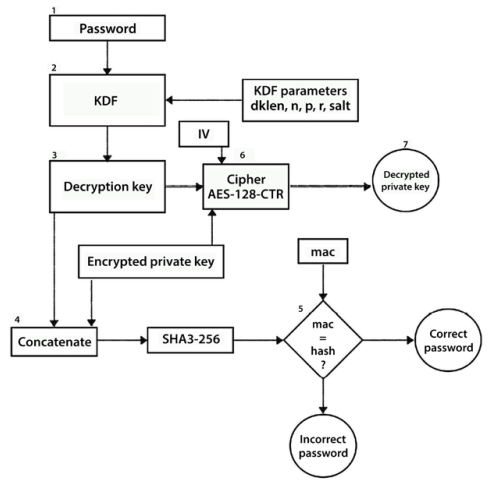 1
Password
2
KDF
KDF parameters
dklen, n, p, r, salt
IV
3
Decryption key
6
Cipher
AES-128-CTR
7
Decrypted
private key
Encrypted private key
mac
4
Concatenate
SHA3-256
5
mac
=
hash
?
Correct
password
Incorrect
password